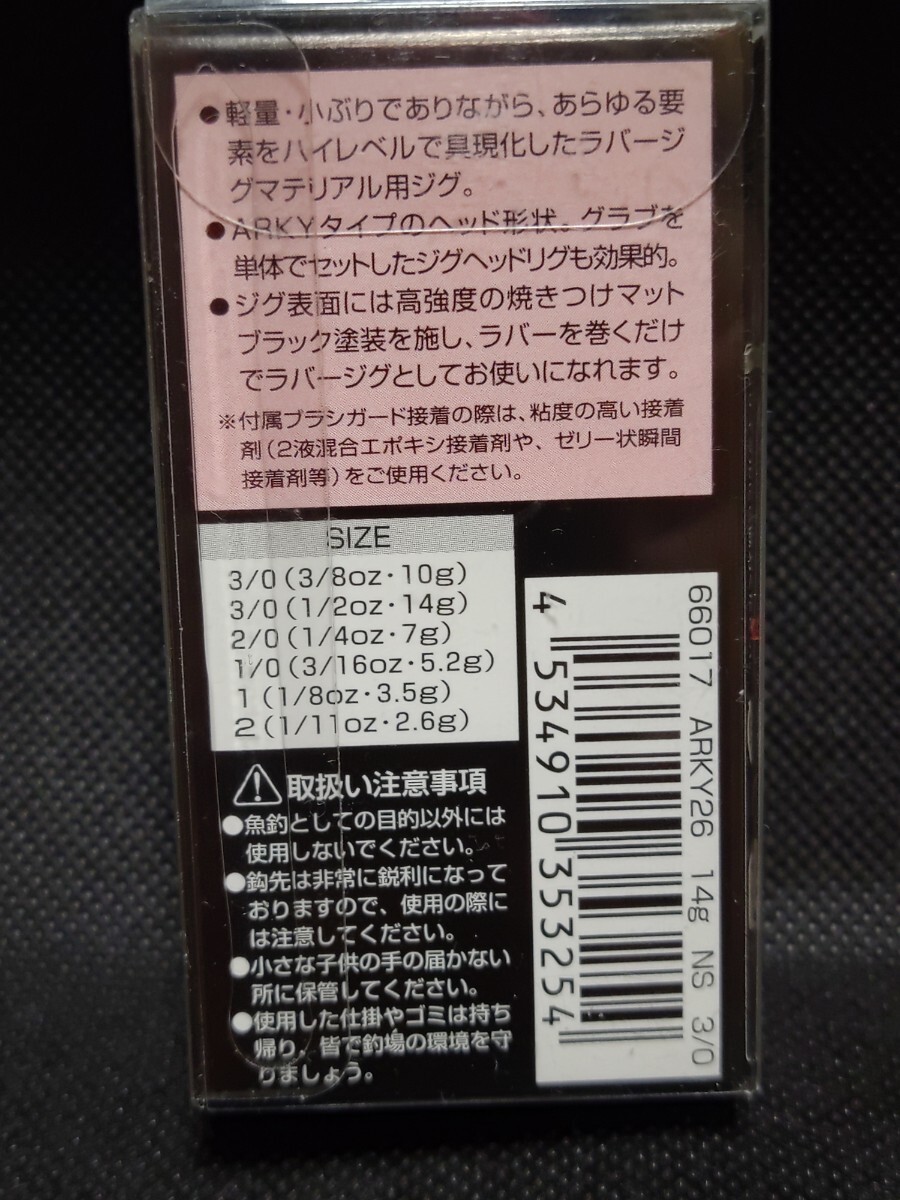 ●軽量・小ぶりでありながら、あらゆる要
素をハイレベルで具現化したラバージ
グマテリアル用ジグ。
●ARKYタイプのヘッド形状。グラブを
単体でセットしたジグヘッドリグも効果的。
●ジグ表面には高強度の焼きつけマット
ブラック塗装を施し、ラバーを巻くだけ
でラバージグとしてお使いになれます。
※付属ブラシガード接着の際は、粘度の高い接着
剤（2液混合エポキシ接着剤や、ゼリー状瞬間
接着剤等）をご使用ください。
SIZE
3/0（3/8oz・10g）
3/0（1/2oz・14g）
2/0（1/4oz・7g）
1/0（3/16oz・5.2g）
1（1/8oz・3.5g）
2（1/11oz・2.6g）
取扱い注意事項
●魚釣としての目的以外には
使用しないでください。
●鈎先は非常に鋭利になって
おりますので、使用の際に
は注意してください。
●小さな子供の手の届かない
所に保管してください。
●使用した仕掛やゴミは持ち
帰り、皆で釣場の環境を守
りましょう。
66017 ARKY26 14g NS 3/0
4 534910 353254